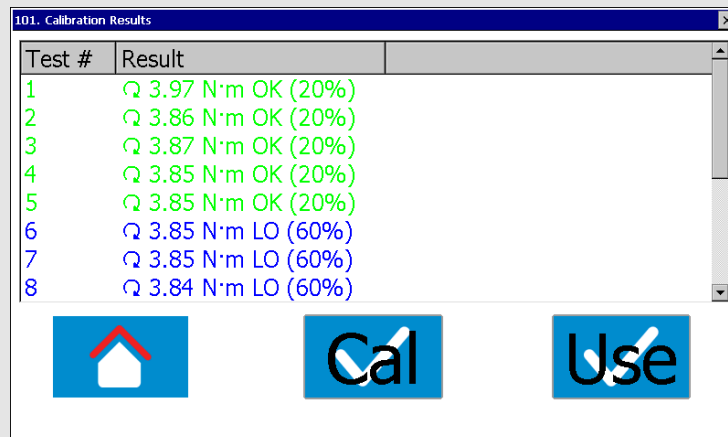 101. Calibration Results
Test # Result
1 3.97 N·m OK (20%)
2 3.86 N·m OK (20%)
3 3.87 N·m OK (20%)
4 3.85 N·m OK (20%)
5 3.85 N·m OK (20%)
6 3.85 N·m LO (60%)
7 3.85 N·m LO (60%)
8 3.84 N·m LO (60%)
Cal Use